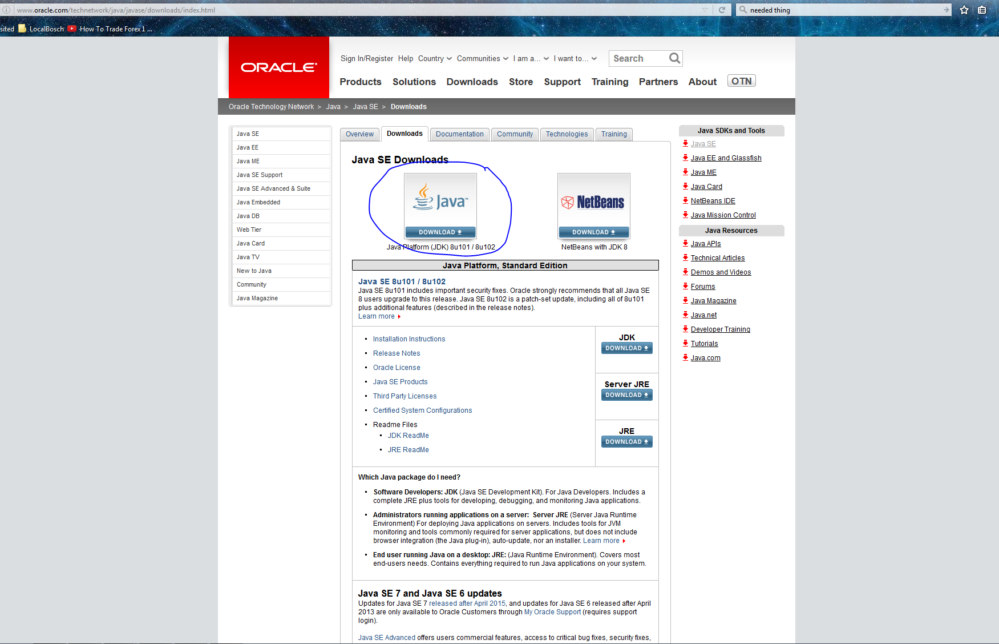 www.oracle.com/technetwork/java/javase/downloads/index.html
needed thing
sited LocalBosch How To Trade Forex 1 ...
ORACLE
Sign In/Register Help Country Communities I am a... I want to... Search
Products Solutions Downloads Store Support Training Partners About OTN
Oracle Technology Network > Java > Java SE > Downloads
Java SE
Java EE
Java ME
Java SE Support
Java SE Advanced & Suite
Java Embedded
Java DB
Web Tier
Java Card
Java TV
New to Java
Community
Java Magazine
Overview Downloads Documentation Community Technologies Training
Java SE Downloads
Java™
DOWNLOAD
Java Platform (JDK) 8u101 / 8u102
NetBeans
DOWNLOAD
NetBeans with JDK 8
Java Platform, Standard Edition
Java SE 8u101 / 8u102
Java SE 8u101 includes important security fixes. Oracle strongly recommends that all Java SE
8 users upgrade to this release. Java SE 8u102 is a patch-set update, including all of 8u101
plus additional features (described in the release notes).
Learn more
Installation Instructions
Release Notes
Oracle License
Java SE Products
Third Party Licenses
Certified System Configurations
Readme Files
JDK ReadMe
JRE ReadMe
JDK
DOWNLOAD
Server JRE
DOWNLOAD
JRE
DOWNLOAD
Which Java package do I need?
Software Developers: JDK (Java SE Development Kit). For Java Developers. Includes a
complete JRE plus tools for developing, debugging, and monitoring Java applications.
Administrators running applications on a server: Server JRE (Server Java Runtime
Environment) For deploying Java applications on servers. Includes tools for JVM
monitoring and tools commonly required for server applications, but does not include
browser integration (the Java plug-in), auto-update, nor an installer. Learn more
End user running Java on a desktop: JRE: (Java Runtime Environment). Covers most
end-users needs. Contains everything required to run Java applications on your system.
Java SE 7 and Java SE 6 updates
Updates for Java SE 7 released after April 2015, and updates for Java SE 6 released after April
2013 are only available to Oracle Customers through My Oracle Support (requires support
login).
Java SE Advanced offers users commercial features, access to critical bug fixes, security fixes,
Java SDKs and Tools
Java SE
Java EE and Glassfish
Java ME
Java Card
NetBeans IDE
Java Mission Control
Java Resources
Java APIs
Technical Articles
Demos and Videos
Forums
Java Magazine
Java.net
Developer Training
Tutorials
Java.com